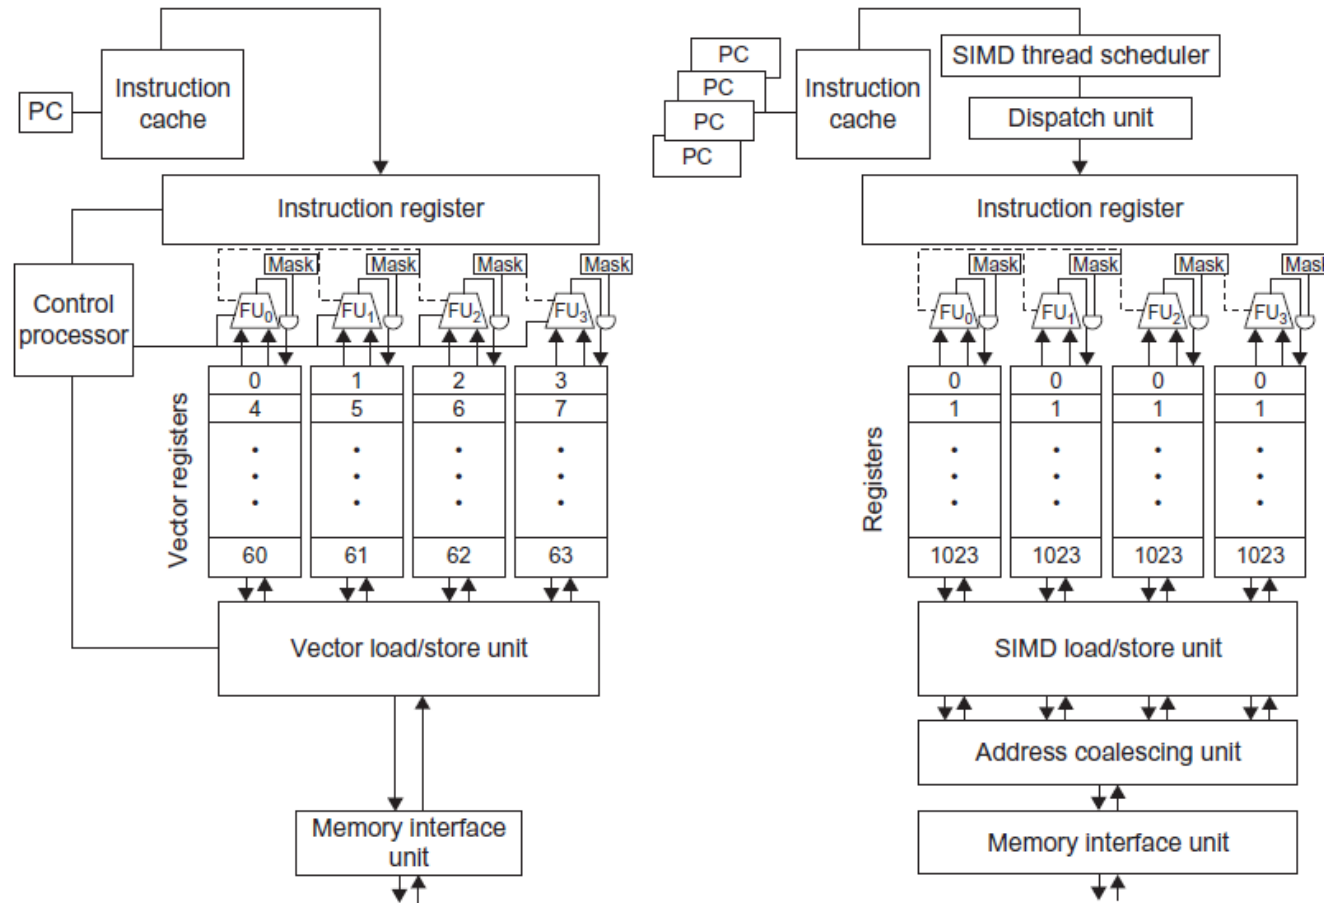 PC
Instruction
cache
Instruction register
Control
processor
Mask
Mask
Mask
Mask
FU0
FU1
FU2
FU3
Vector registers
0
1
2
3
4
5
6
7
60
61
62
63
Vector load/store unit
Memory interface
unit
PC
PC
PC
PC
Instruction
cache
SIMD thread scheduler
Dispatch unit
Instruction register
Mask
Mask
Mask
Mask
FU0
FU1
FU2
FU3
Registers
0
0
0
0
1
1
1
1
1023
1023
1023
1023
SIMD load/store unit
Address coalescing unit
Memory interface unit